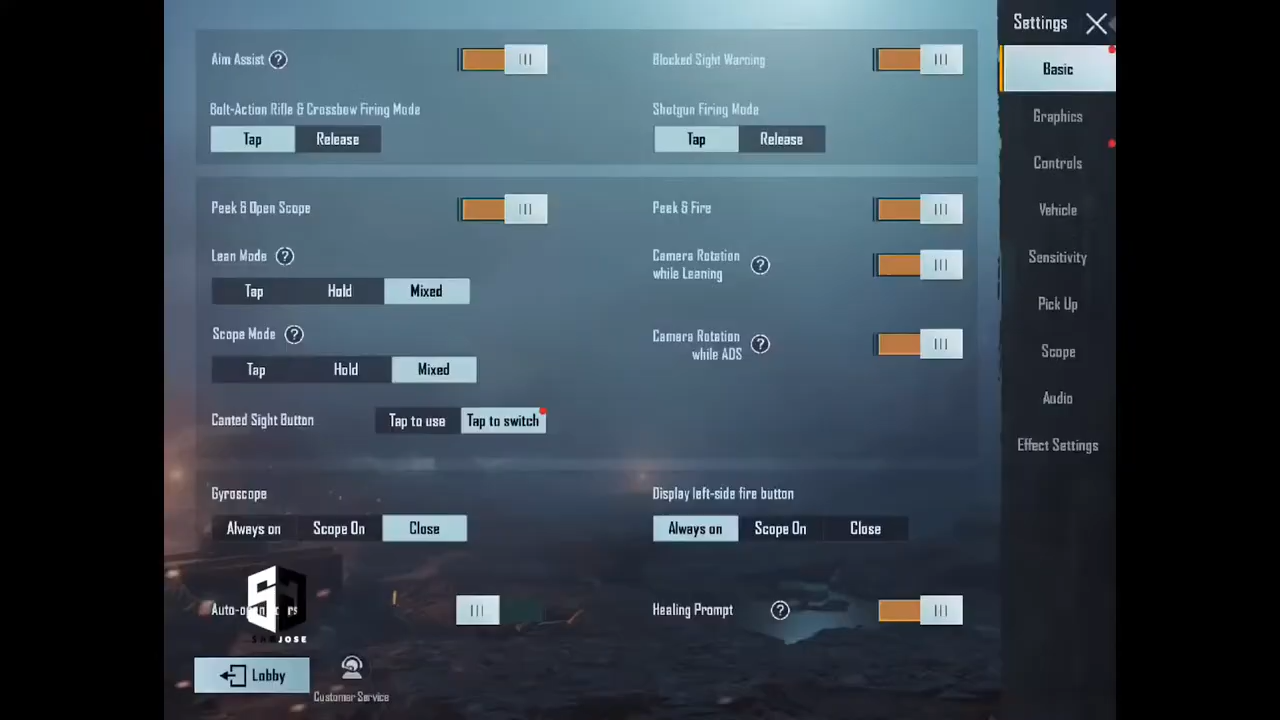 Settings
Aim Assist ?
Blocked Sight Warning
Basic
Bolt-Action Rifle & Crossbow Firing Mode
Shotgun Firing Mode
Graphics
Tap Release
Tap Release
Controls
Peek & Open Scope
Peek & Fire
Vehicle
Lean Mode ?
Camera Rotation
while Leaning ?
Sensitivity
Tap Hold Mixed
Pick Up
Scope Mode ?
Camera Rotation
while ADS ?
Scope
Tap Hold Mixed
Audio
Canted Sight Button
Tap to use Tap to switch
Effect Settings
Gyroscope
Display left-side fire button
Always on Scope On Close
Always on Scope On Close
Healing Prompt ?
JOSE
Lobby
Customer Service